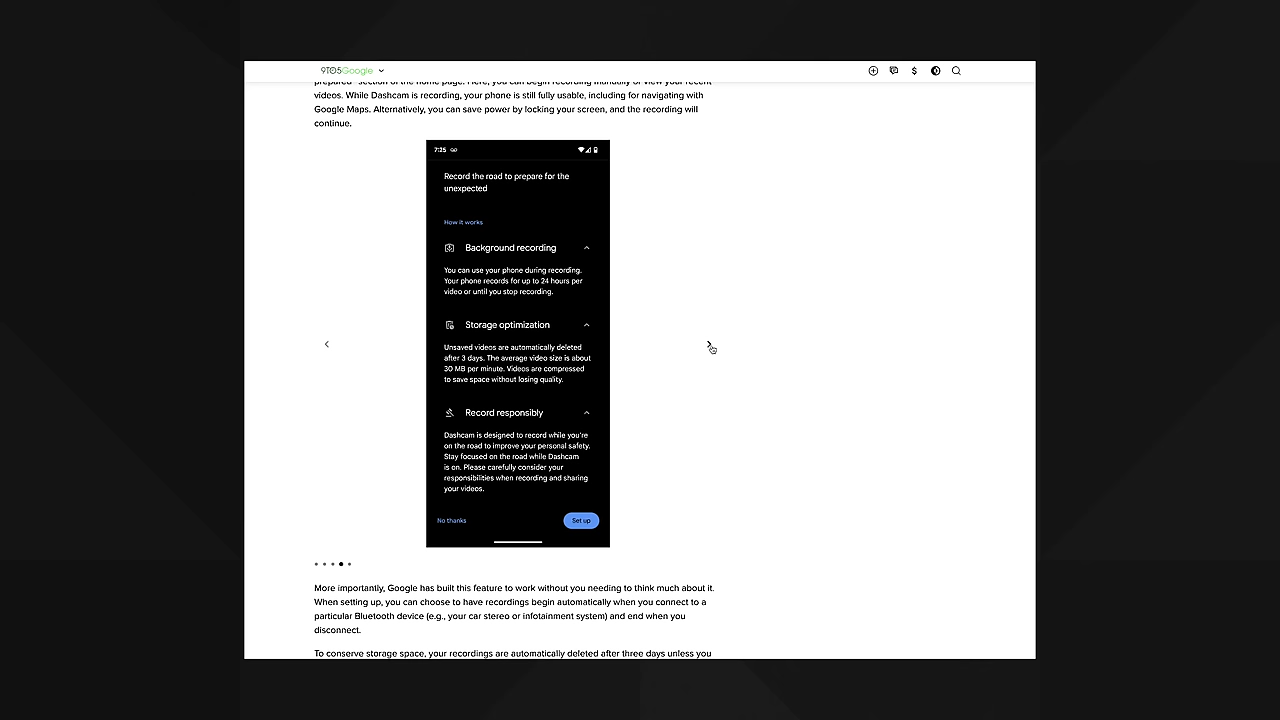 9TO5Google
prepared" section of the home page. Here, you can begin recording manually or view your recent
videos. While Dashcam is recording, your phone is still fully usable, including for navigating with
Google Maps. Alternatively, you can save power by locking your screen, and the recording will
continue.
7:25
Record the road to prepare for the
unexpected
How it works
Background recording
You can use your phone during recording.
Your phone records for up to 24 hours per
video or until you stop recording.
Storage optimization
Unsaved videos are automatically deleted
after 3 days. The average video size is about
30 MB per minute. Videos are compressed
to save space without losing quality.
Record responsibly
Dashcam is designed to record while you're
on the road to improve your personal safety.
Stay focused on the road while Dashcam
is on. Please carefully consider your
responsibilities when recording and sharing
your videos.
No thanks
Set up
More importantly, Google has built this feature to work without you needing to think much about it.
When setting up, you can choose to have recordings begin automatically when you connect to a
particular Bluetooth device (e.g., your car stereo or infotainment system) and end when you
disconnect.
To conserve storage space, your recordings are automatically deleted after three days unless you